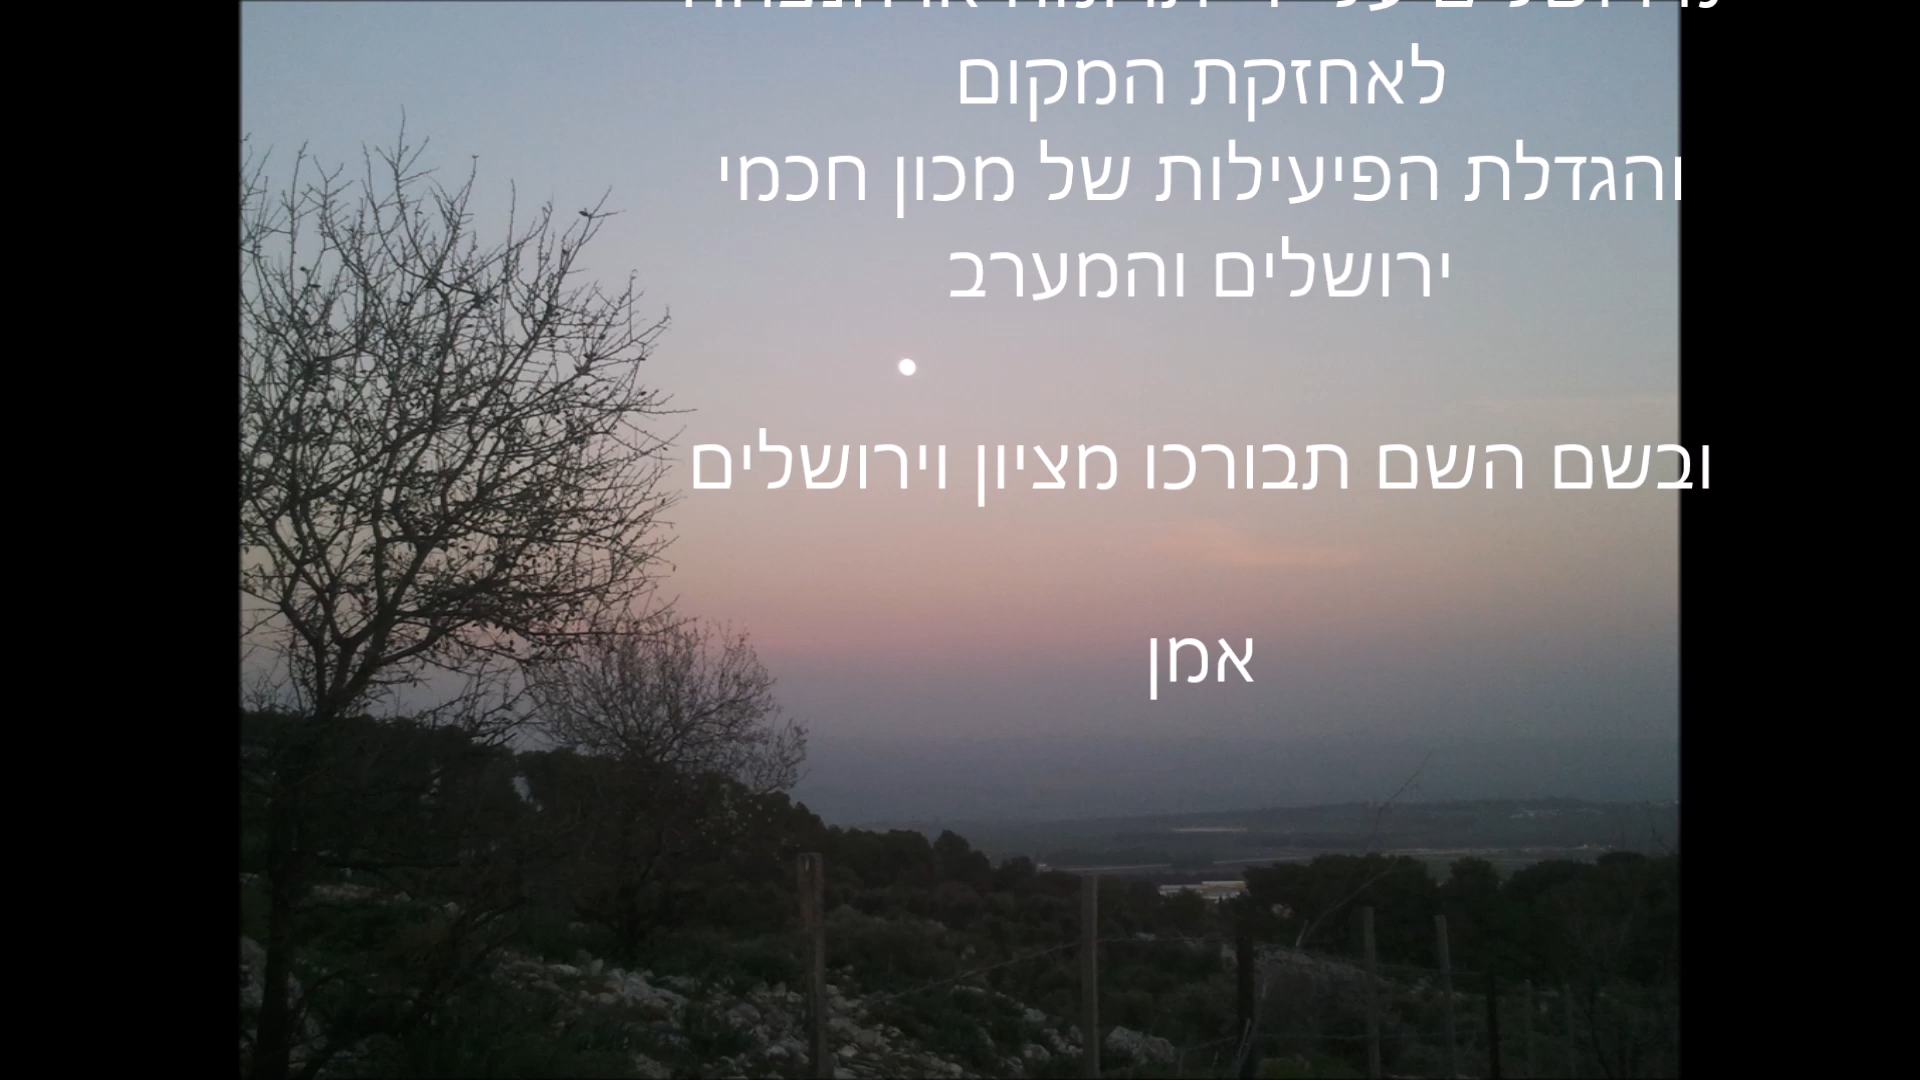 לאחזקת המקום
והגדלת הפיעילות של מכון חכמי
ירושלים והמערב
ובשם השם תבורכו מציון וירושלים
אמן